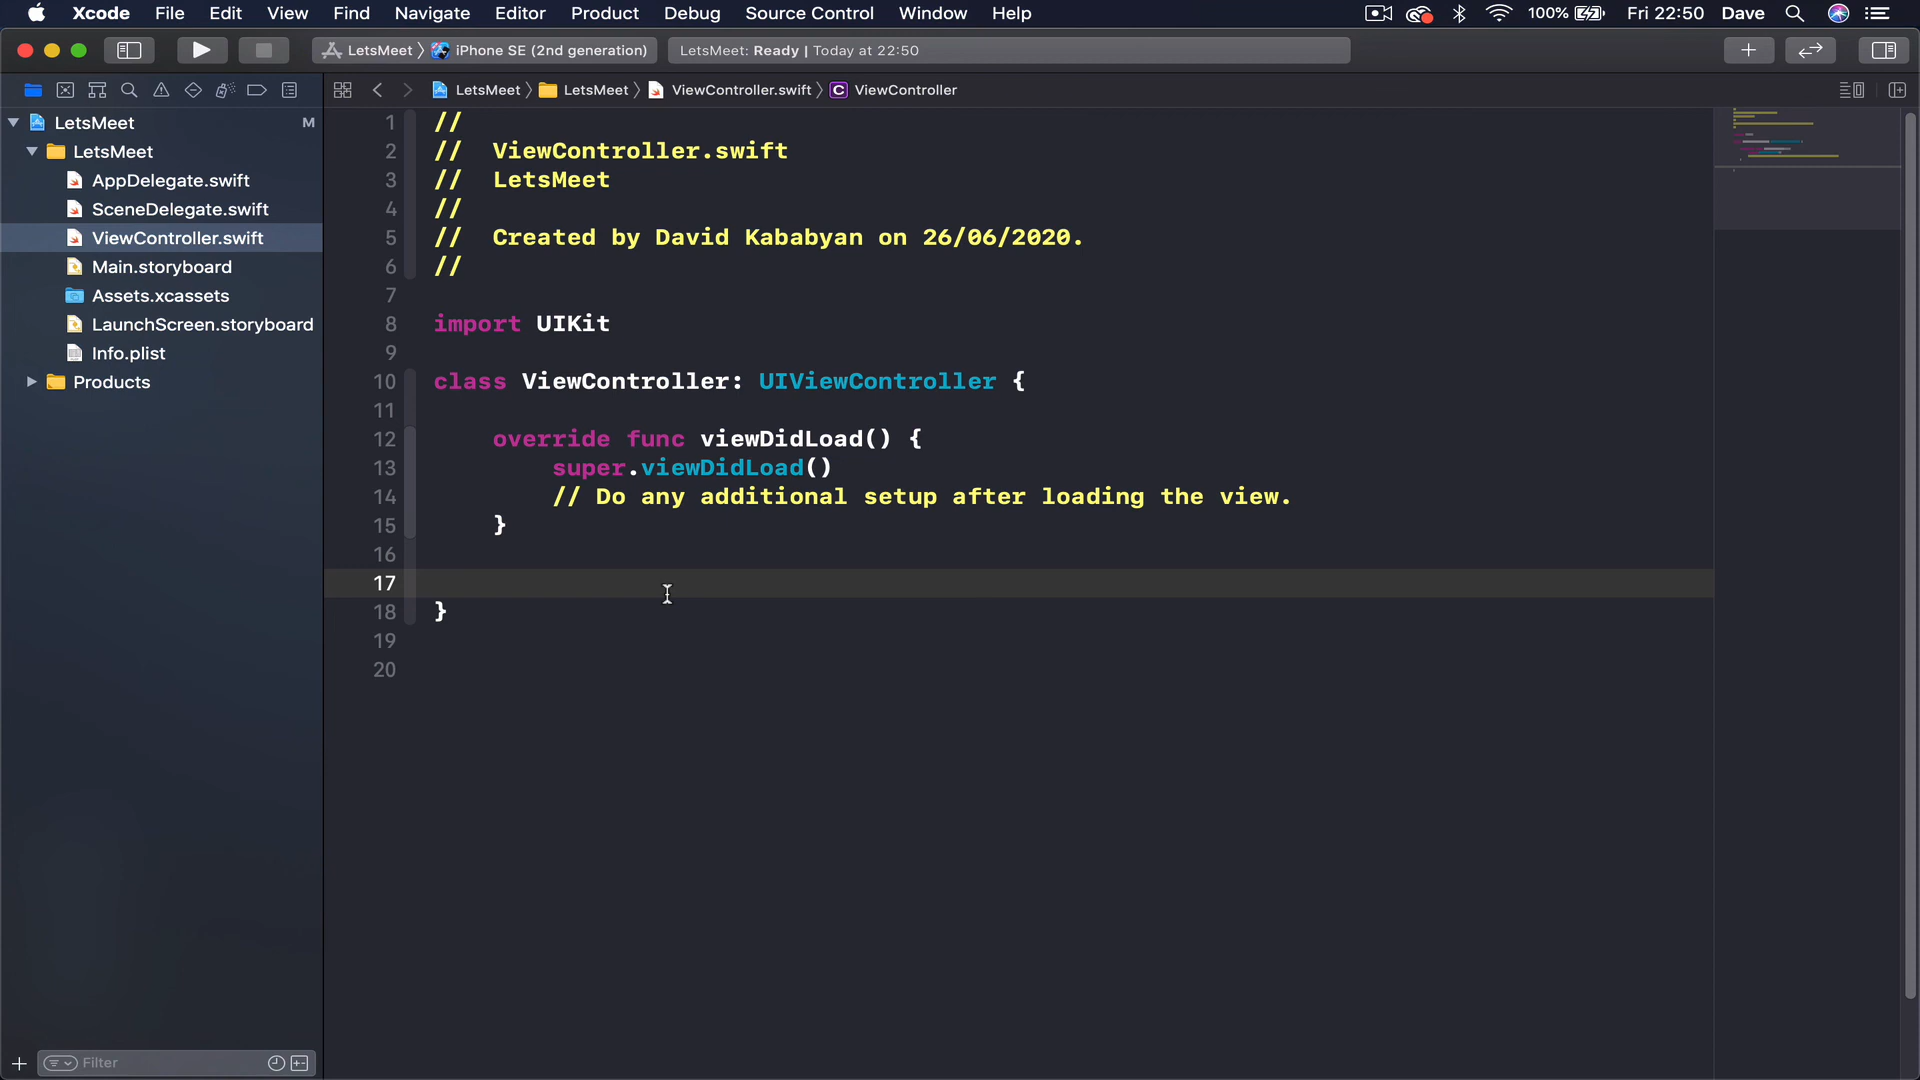 Xcode File Edit View Find Navigate Editor Product Debug Source Control Window Help 100% Fri 22:50 Dave
LetsMeet iPhone SE (2nd generation) LetsMeet: Ready | Today at 22:50
LetsMeet LetsMeet ViewController.swift C ViewController
LetsMeet M
LetsMeet
AppDelegate.swift
SceneDelegate.swift
ViewController.swift
Main.storyboard
Assets.xcassets
LaunchScreen.storyboard
Info.plist
Products
Filter
1 //
2 // ViewController.swift
3 // LetsMeet
4 //
5 // Created by David Kababyan on 26/06/2020.
6 //
7
8 import UIKit
9
10 class ViewController: UIViewController {
11
12 override func viewDidLoad() {
13 super.viewDidLoad()
14 // Do any additional setup after loading the view.
15 }
16
17
18 }
19
20